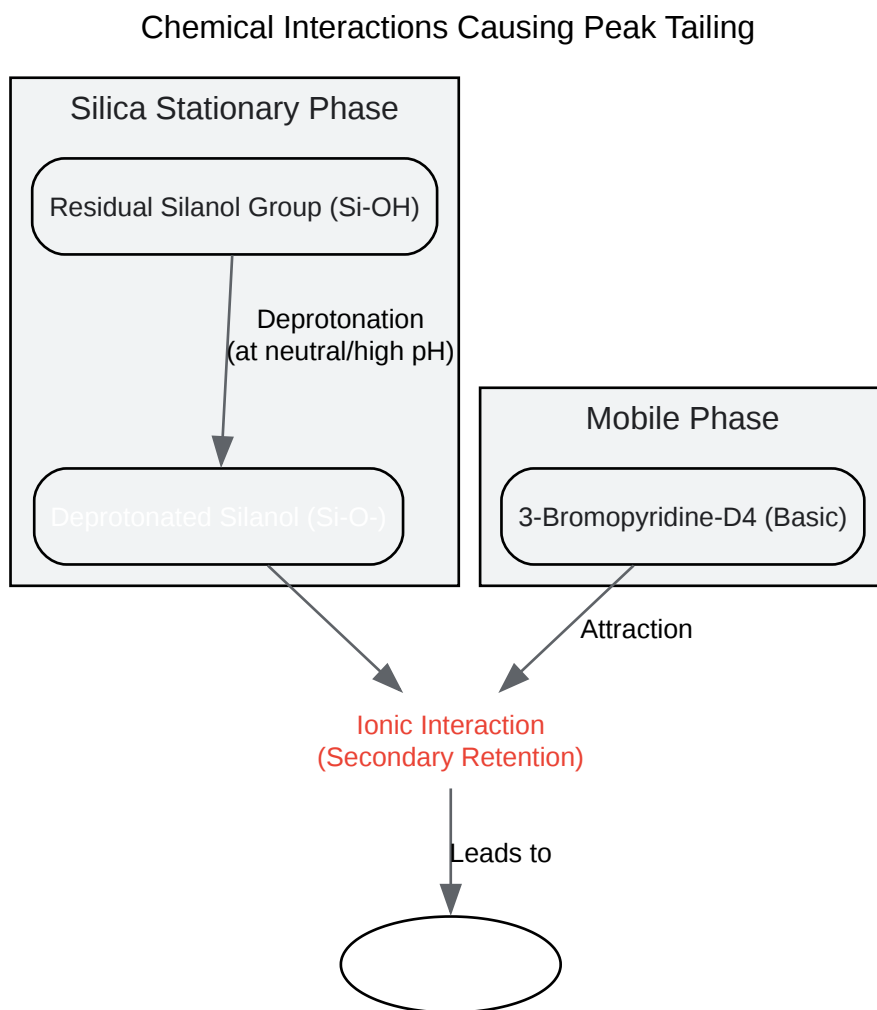 Chemical Interactions Causing Peak Tailing
Silica Stationary Phase
Residual Silanol Group (Si-OH)
Deprotonation
(at neutral/high pH)
Mobile Phase
Deprotonated Silanol (Si-O-)
3-Bromopyridine-D4 (Basic)
Attraction
Ionic Interaction
(Secondary Retention)
Leads to